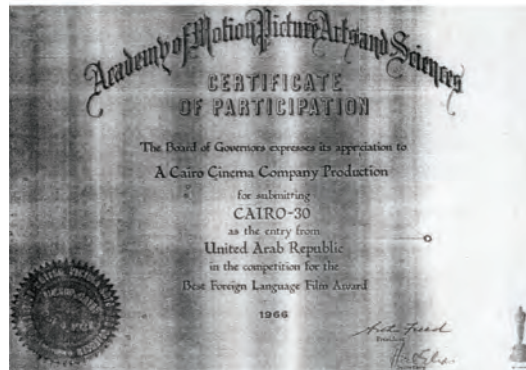 Academy of Motion Picture Arts and Sciences
CERTIFICATE
OF PARTICIPATION
The Board of Governors expresses its appreciation to
A Cairo Cinema Company Production
for submitting
CAIRO-30
as the entry from
United Arab Republic
in the competition for the
Best Foreign Language Film Award
1966
President